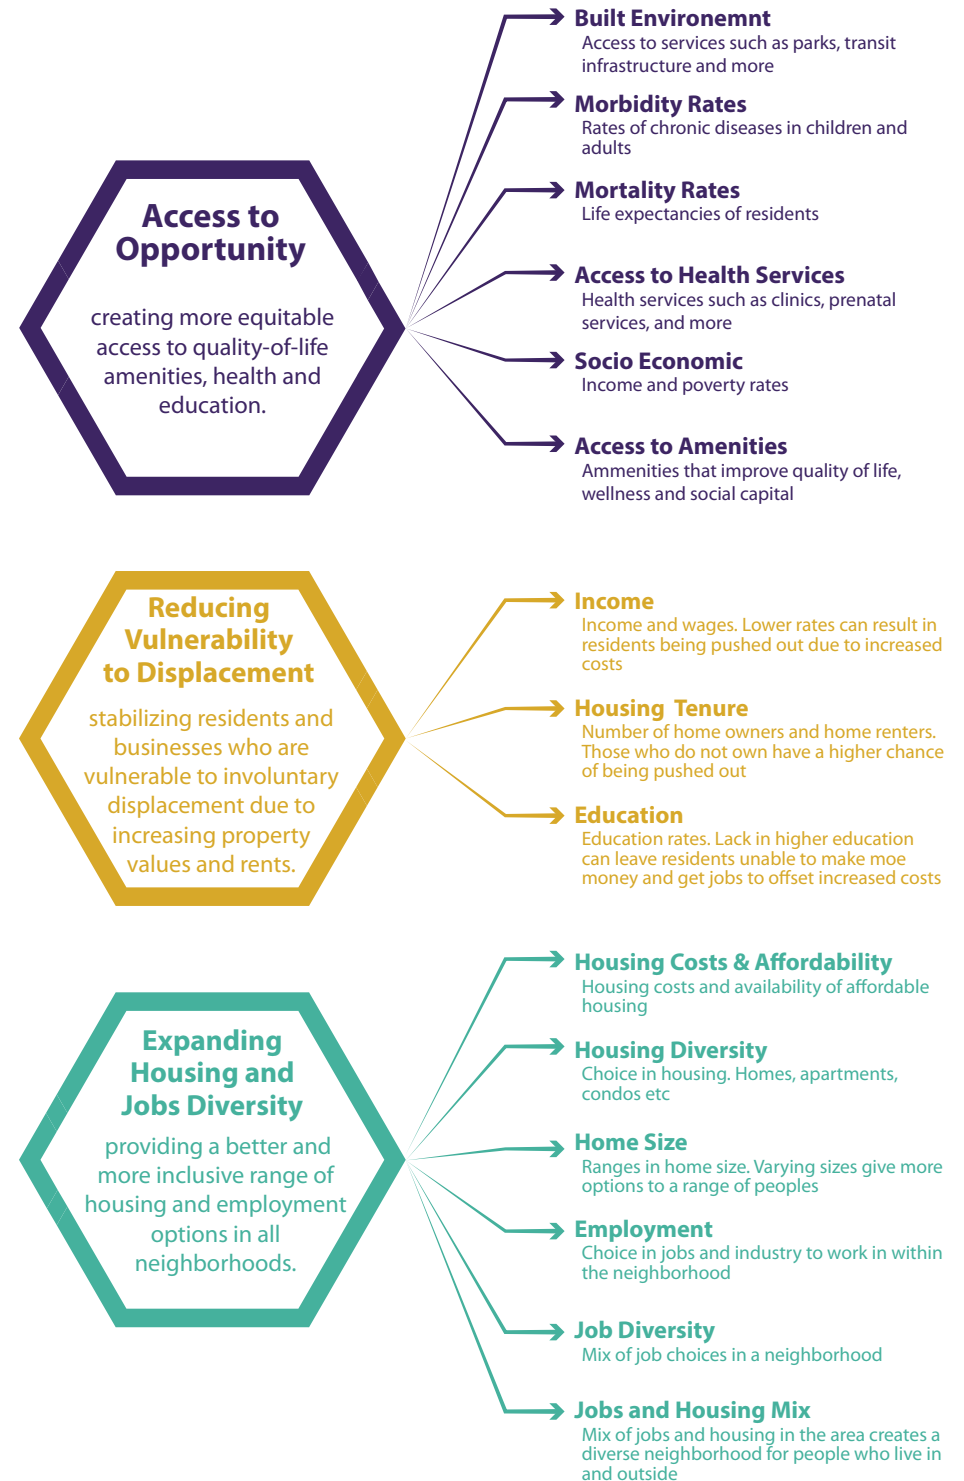 Access to
Opportunity
creating more equitable
access to quality-of-life
amenities, health and
education.
Built Environemnt
Access to services such as parks, transit
infrastructure and more
Morbidity Rates
Rates of chronic diseases in children and
adults
Mortality Rates
Life expectancies of residents
Access to Health Services
Health services such as clinics, prenatal
services, and more
Socio Economic
Income and poverty rates
Access to Amenities
Ammenities that improve quality of life,
wellness and social capital
Reducing
Vulnerability
to Displacement
stabilizing residents and
businesses who are
vulnerable to involuntary
displacement due to
increasing property
values and rents.
Income
Income and wages. Lower rates can result in
residents being pushed out due to increased
costs
Housing Tenure
Number of home owners and home renters.
Those who do not own have a higher chance
of being pushed out
Education
Education rates. Lack in higher education
can leave residents unable to make moe
money and get jobs to offset increased costs
Expanding
Housing and
Jobs Diversity
providing a better and
more inclusive range of
housing and employment
options in all
neighborhoods.
Housing Costs & Affordability
Housing costs and availability of affordable
housing
Housing Diversity
Choice in housing. Homes, apartments,
condos etc
Home Size
Ranges in home size. Varying sizes give more
options to a range of peoples
Employment
Choice in jobs and industry to work in within
the neighborhood
Job Diversity
Mix of job choices in a neighborhood
Jobs and Housing Mix
Mix of jobs and housing in the area creates a
diverse neighborhood for people who live in
and outside